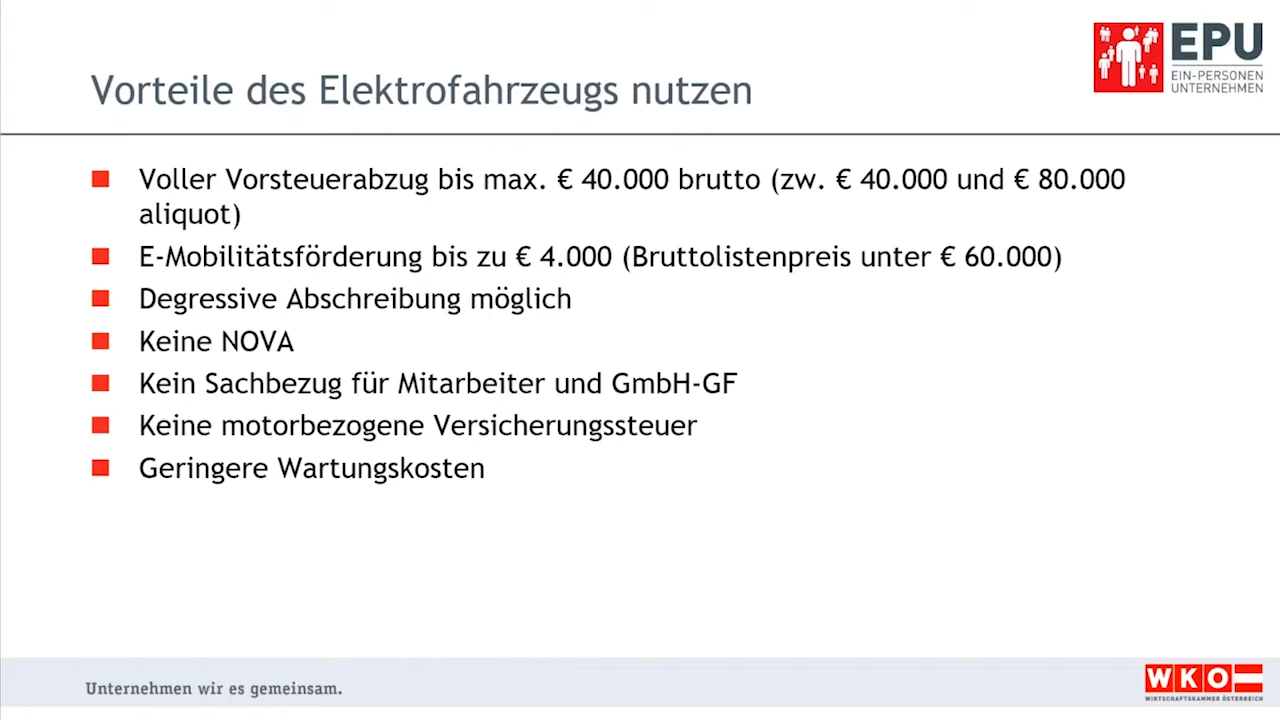 EPU
EIN-PERSONEN
UNTERNEHMEN
Vorteile des Elektrofahrzeugs nutzen
Voller Vorsteuerabzug bis max. € 40.000 brutto (zw. € 40.000 und € 80.000
aliquot)
E-Mobilitätsförderung bis zu € 4.000 (Bruttolistenpreis unter € 60.000)
Degressive Abschreibung möglich
Keine NOVA
Kein Sachbezug für Mitarbeiter und GmbH-GF
Keine motorbezogene Versicherungssteuer
Geringere Wartungskosten
Unternehmen wir es gemeinsam.
WKO
WIRTSCHAFTSKAMMER ÖSTERREICH